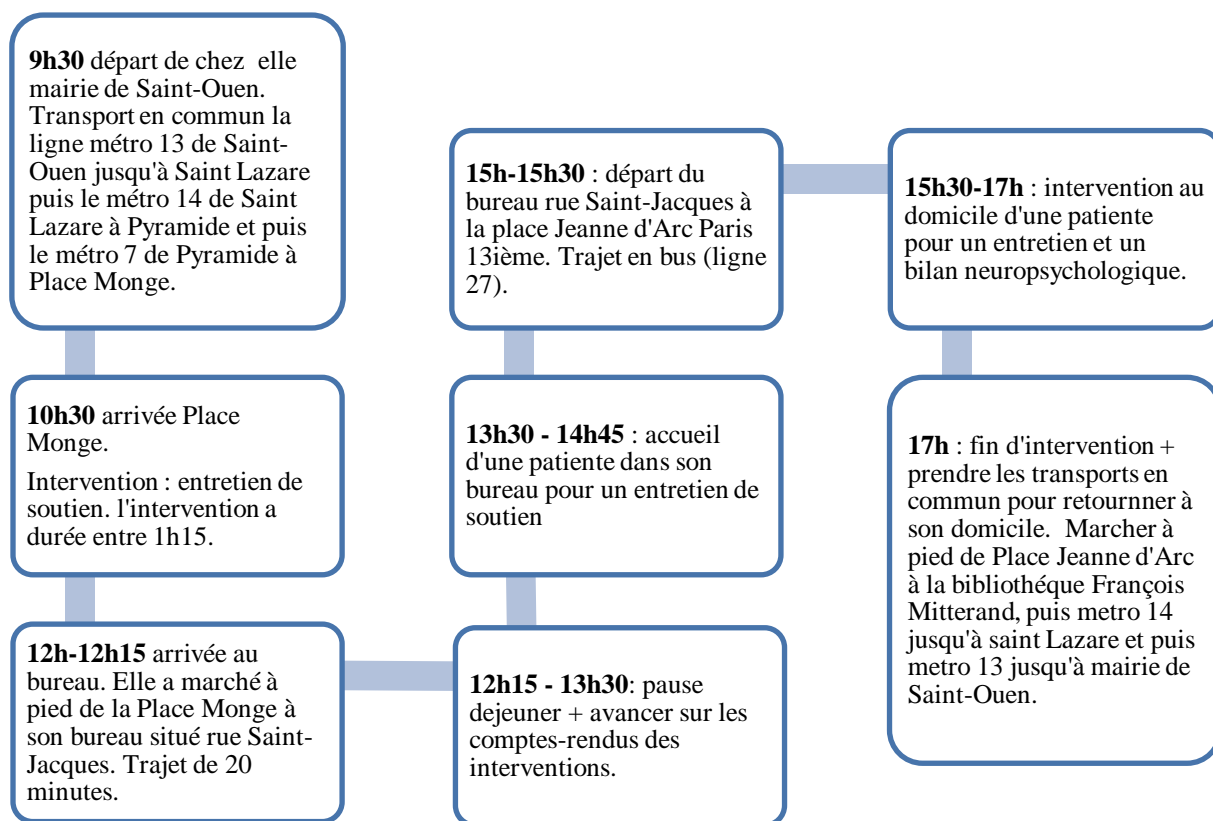 9h30 départ de chez elle
mairie de Saint-Ouen.
Transport en commun la
ligne métro 13 de Saint-
Ouen jusqu'à Saint Lazare
puis le métro 14 de Saint
Lazare à Pyramide et puis
le métro 7 de Pyramide à
Place Monge.
10h30 arrivée Place
Monge.
Intervention : entretien de
soutien. l'intervention a
durée entre 1h15.
12h-12h15 arrivée au
bureau. Elle a marché à
pied de la Place Monge à
son bureau situé rue Saint-
Jacques. Trajet de 20
minutes.
12h15 - 13h30: pause
dejeuner + avancer sur les
comptes-rendus des
interventions.
13h30 - 14h45 : accueil
d'une patiente dans son
bureau pour un entretien de
soutien
15h-15h30 : départ du
bureau rue Saint-Jacques à
la place Jeanne d'Arc Paris
13ième. Trajet en bus (ligne
27).
15h30-17h : intervention au
domicile d'une patiente
pour un entretien et un
bilan neuropsychologique.
17h : fin d'intervention +
prendre les transports en
commun pour retournner à
son domicile. Marcher à
pied de Place Jeanne d'Arc
à la bibliothéque François
Mitterand, puis metro 14
jusqu'à saint Lazare et puis
metro 13 jusqu'à mairie de
Saint-Ouen.